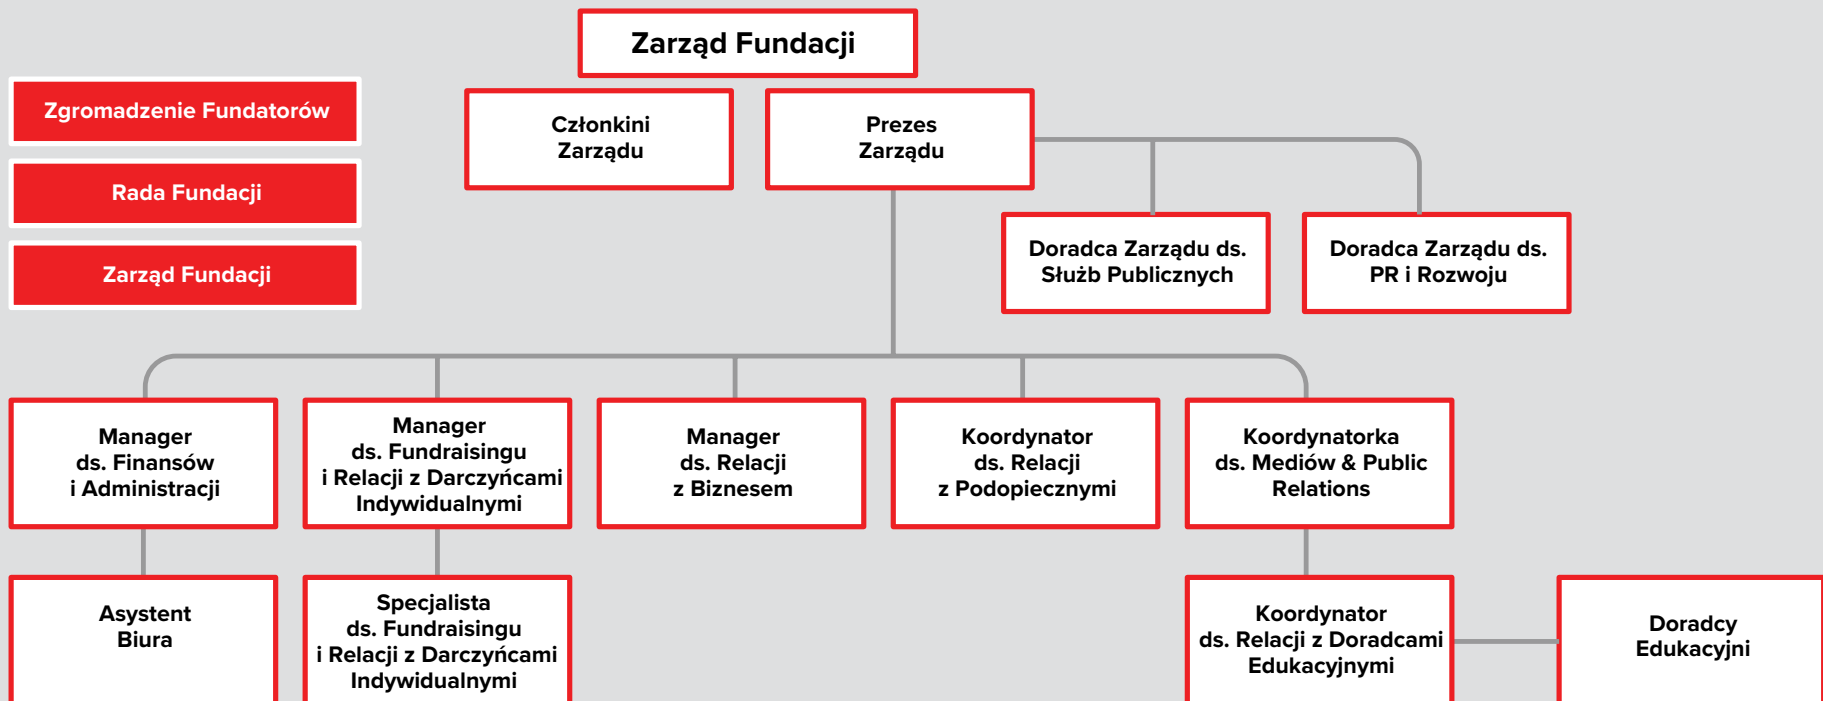 Zarząd Fundacji
Zgromadzenie Fundatorów
Rada Fundacji
Zarząd Fundacji
Członkini
Zarządu
Prezes
Zarządu
Doradca Zarządu ds.
Służb Publicznych
Doradca Zarządu ds.
PR i Rozwoju
Manager
ds. Finansów
i Administracji
Manager
ds. Fundraisingu
i Relacji z Darczyńcami
Indywidualnymi
Manager
ds. Relacji
z Biznesem
Koordynator
ds. Relacji
z Podopiecznymi
Koordynatorka
ds. Mediów & Public
Relations
Asystent
Biura
Specjalista
ds. Fundraisingu
i Relacji z Darczyńcami
Indywidualnymi
Koordynator
ds. Relacji z Doradcami
Edukacyjnymi
Doradcy
Edukacyjni